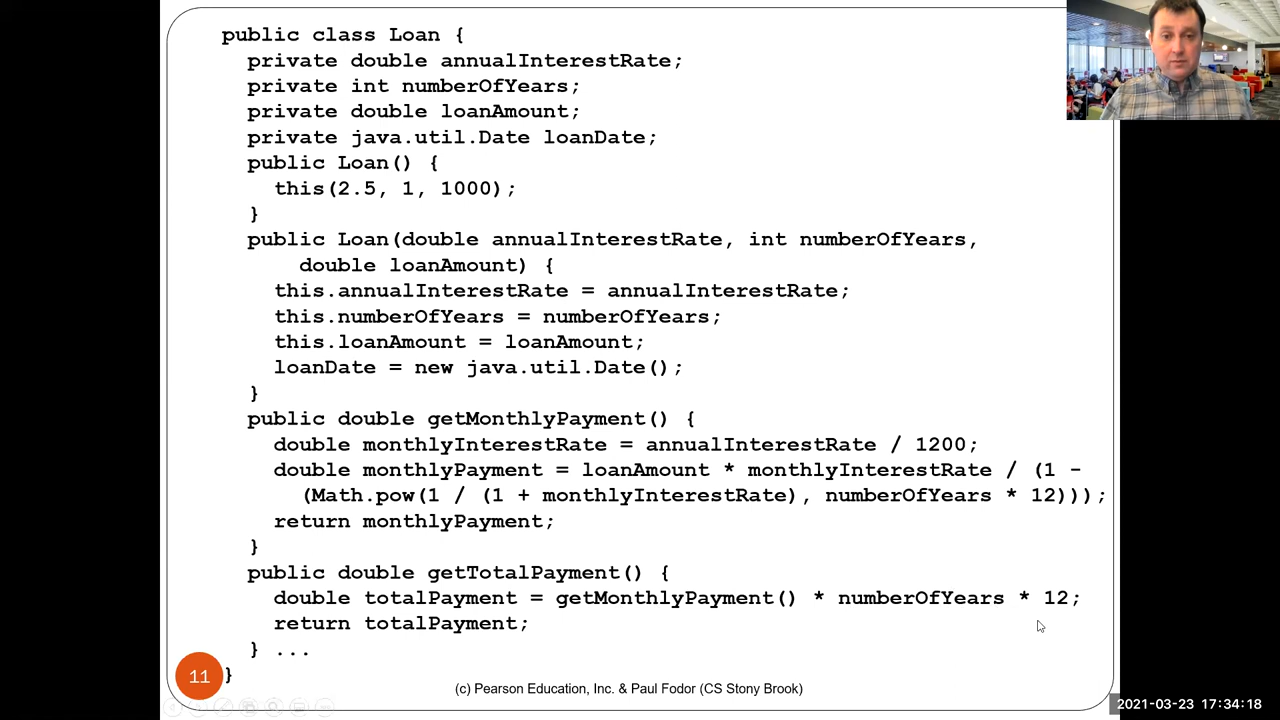 public class Loan {
private double annualInterestRate;
private int numberOfYears;
private double loanAmount;
private java.util.Date loanDate;
public Loan() {
this(2.5, 1, 1000);
}
public Loan(double annualInterestRate, int numberOfYears,
double loanAmount) {
this.annualInterestRate = annualInterestRate;
this.numberOfYears = numberOfYears;
this.loanAmount = loanAmount;
loanDate = new java.util.Date();
}
public double getMonthlyPayment() {
double monthlyInterestRate = annualInterestRate / 1200;
double monthlyPayment = loanAmount * monthlyInterestRate / (1 -
(Math.pow(1 / (1 + monthlyInterestRate), numberOfYears * 12)));
return monthlyPayment;
}
public double getTotalPayment() {
double totalPayment = getMonthlyPayment() * numberOfYears * 12;
return totalPayment;
} ...
}
11
(c) Pearson Education, Inc. & Paul Fodor (CS Stony Brook)
2021-03-23 17:34:18